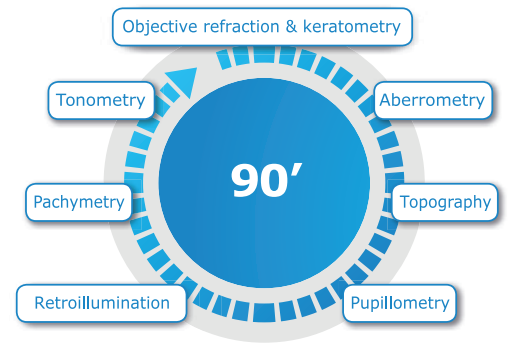 Objective refraction & keratometry
Tonometry
Aberrometry
90′
Pachymetry
Topography
Retroillumination
Pupillometry